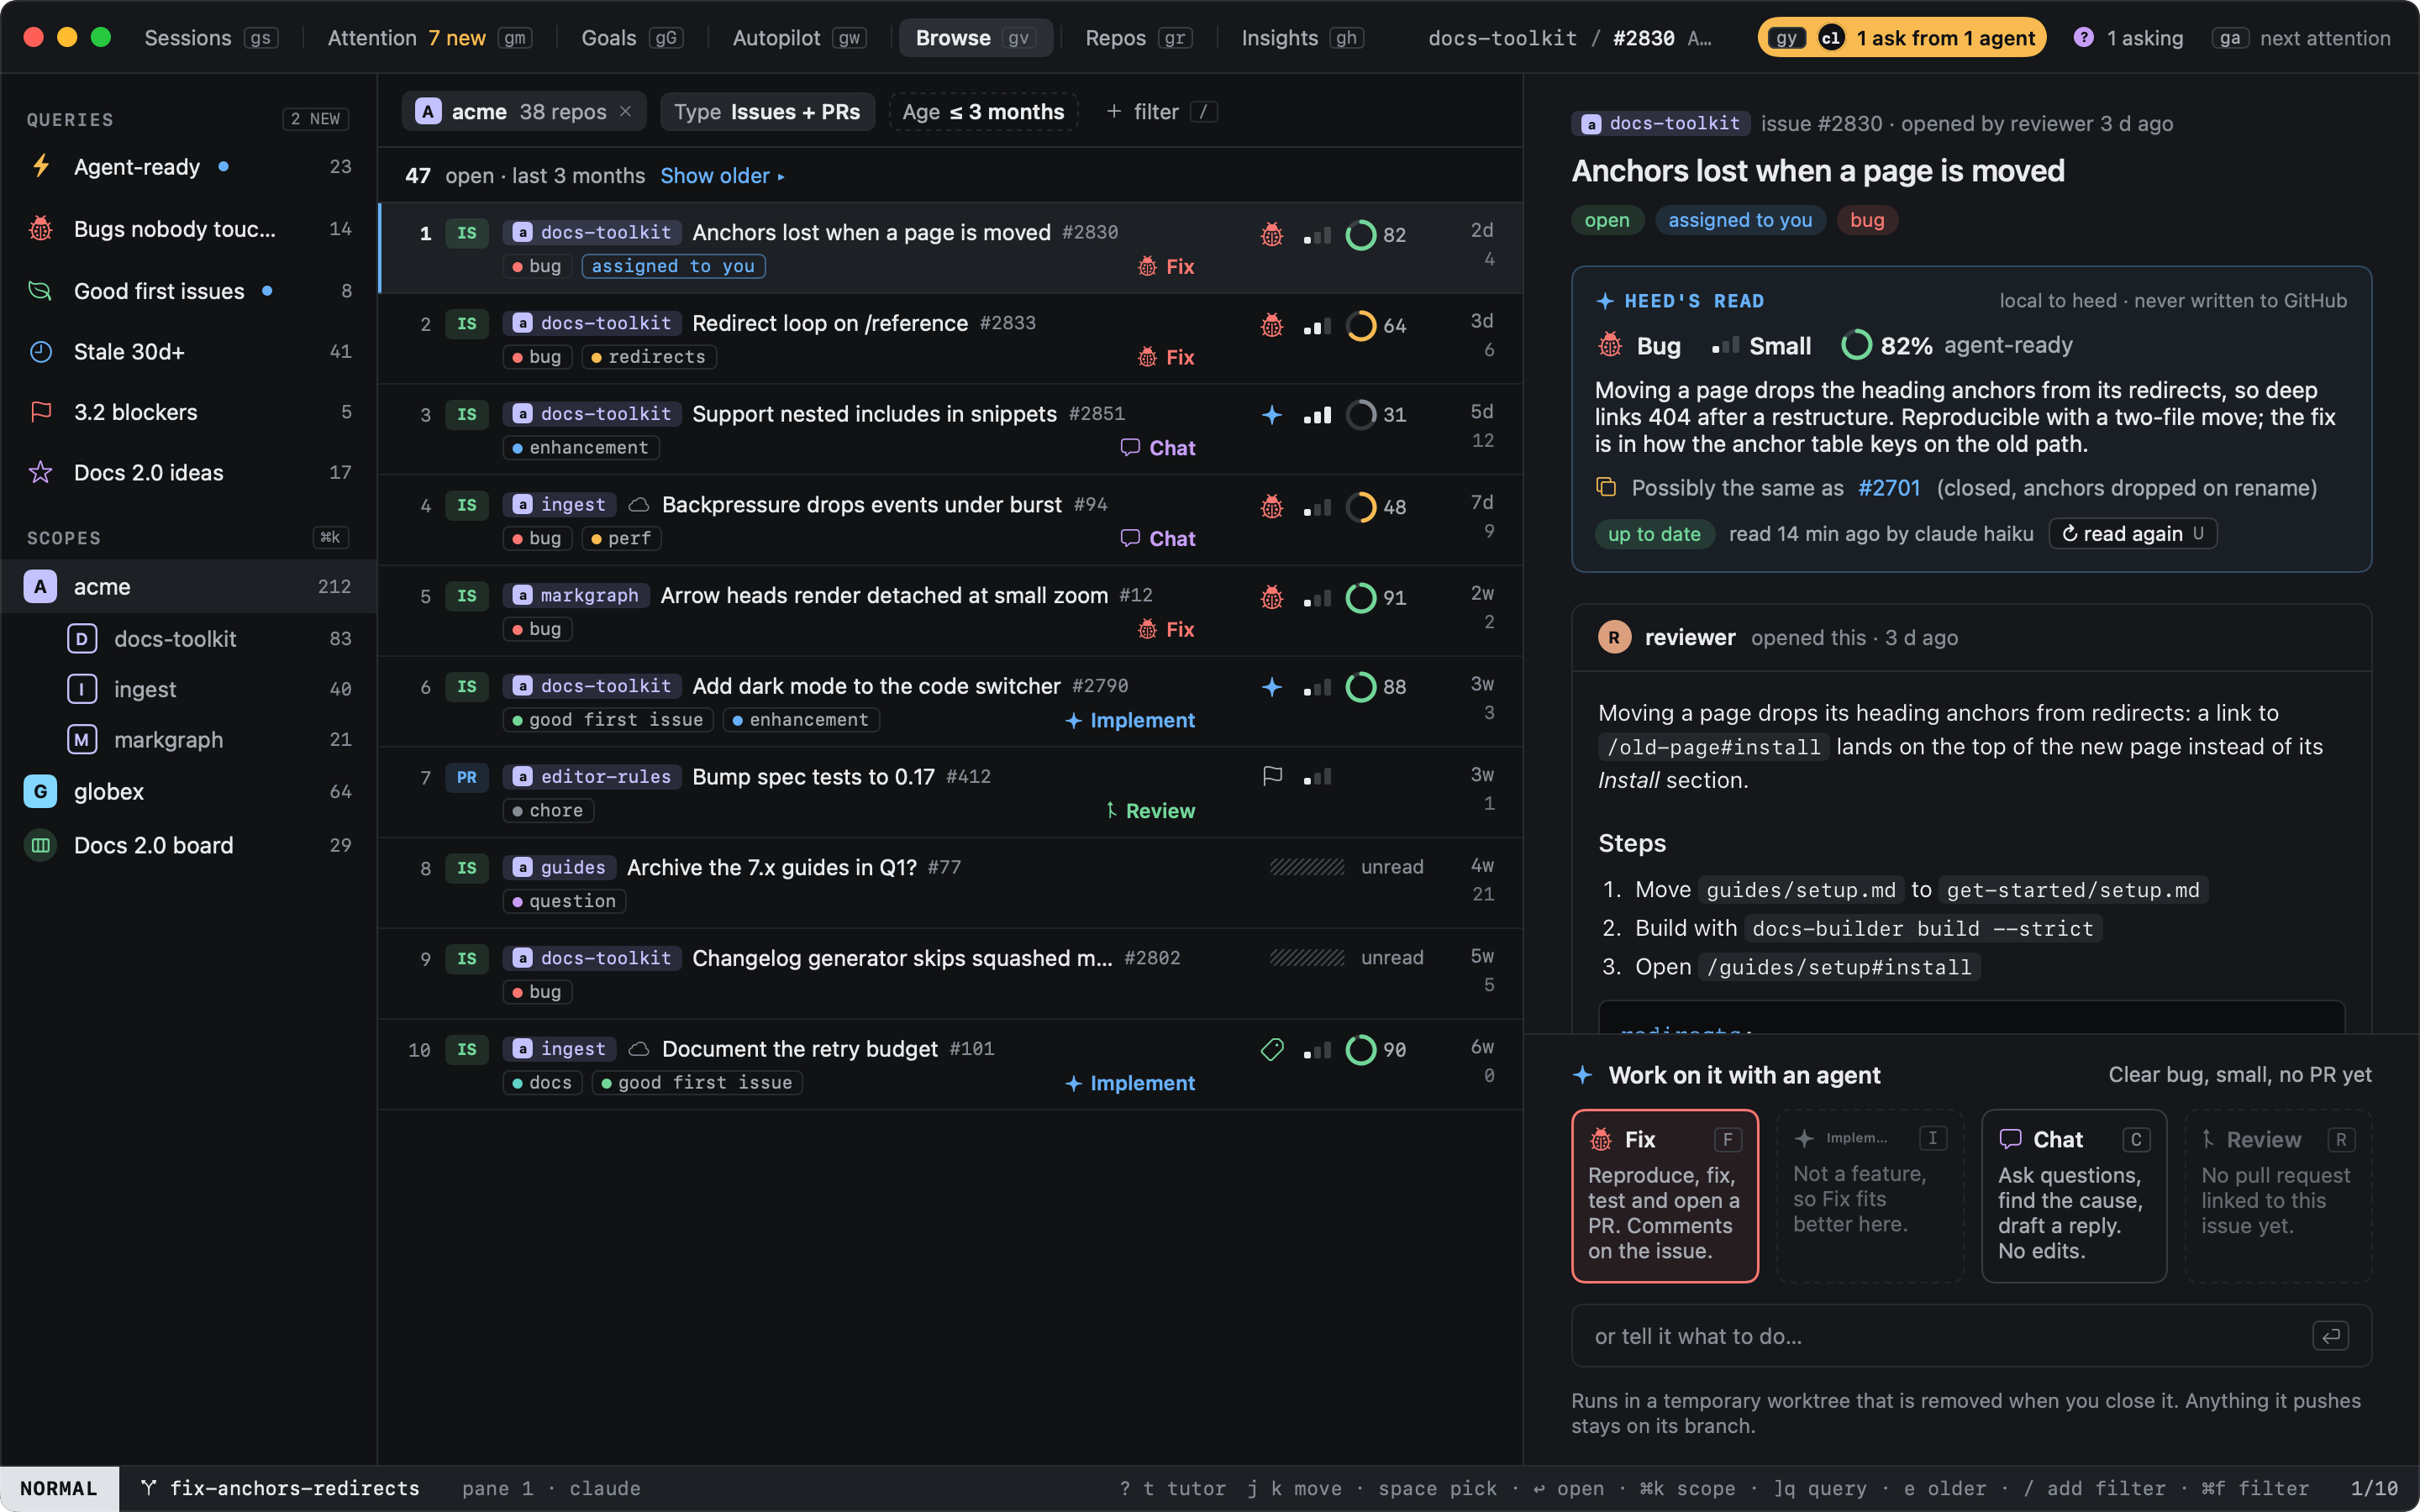 Sessions gs Attention 7 new gm Goals gG Autopilot gw Browse gv Repos gr Insights gh docs-toolkit / #2830 A… gy cl 1 ask from 1 agent ? 1 asking ga next attention
QUERIES 2 NEW
Agent-ready 23
Bugs nobody touc… 14
Good first issues 8
Stale 30d+ 41
3.2 blockers 5
Docs 2.0 ideas 17
SCOPES ⌘k
A acme 212
D docs-toolkit 83
I ingest 40
M markgraph 21
G globex 64
Docs 2.0 board 29
A acme 38 repos × Type Issues + PRs Age ≤ 3 months + filter /
47 open · last 3 months Show older ▸
1 IS a docs-toolkit Anchors lost when a page is moved #2830 82 2d
bug assigned to you Fix 4
2 IS a docs-toolkit Redirect loop on /reference #2833 64 3d
bug redirects Fix 6
3 IS a docs-toolkit Support nested includes in snippets #2851 31 5d
enhancement Chat 12
4 IS a ingest Backpressure drops events under burst #94 48 7d
bug perf Chat 9
5 IS a markgraph Arrow heads render detached at small zoom #12 91 2w
bug Fix 2
6 IS a docs-toolkit Add dark mode to the code switcher #2790 88 3w
good first issue enhancement Implement 3
7 PR a editor-rules Bump spec tests to 0.17 #412 3w
chore Review 1
8 IS a guides Archive the 7.x guides in Q1? #77 unread 4w
question 21
9 IS a docs-toolkit Changelog generator skips squashed m… #2802 unread 5w
bug 5
10 IS a ingest Document the retry budget #101 90 6w
docs good first issue Implement 0
a docs-toolkit issue #2830 · opened by reviewer 3 d ago
Anchors lost when a page is moved
open assigned to you bug
HEED'S READ local to heed · never written to GitHub
Bug Small 82% agent-ready
Moving a page drops the heading anchors from its redirects, so deep
links 404 after a restructure. Reproducible with a two-file move; the fix
is in how the anchor table keys on the old path.
Possibly the same as #2701 (closed, anchors dropped on rename)
up to date read 14 min ago by claude haiku read again U
R reviewer opened this · 3 d ago
Moving a page drops its heading anchors from redirects: a link to
/old-page#install lands on the top of the new page instead of its
Install section.
Steps
1. Move guides/setup.md to get-started/setup.md
2. Build with docs-builder build --strict
3. Open /guides/setup#install
redirects:
Work on it with an agent Clear bug, small, no PR yet
Fix F
Reproduce, fix,
test and open a
PR. Comments
on the issue.
Implem… I
Not a feature,
so Fix fits
better here.
Chat C
Ask questions,
find the cause,
draft a reply.
No edits.
Review R
No pull request
linked to this
issue yet.
or tell it what to do…
Runs in a temporary worktree that is removed when you close it. Anything it pushes
stays on its branch.
NORMAL fix-anchors-redirects pane 1 · claude ? t tutor j k move · space pick · ↩ open · ⌘k scope · ]q query · e older · / add filter · ⌘f filter 1/10